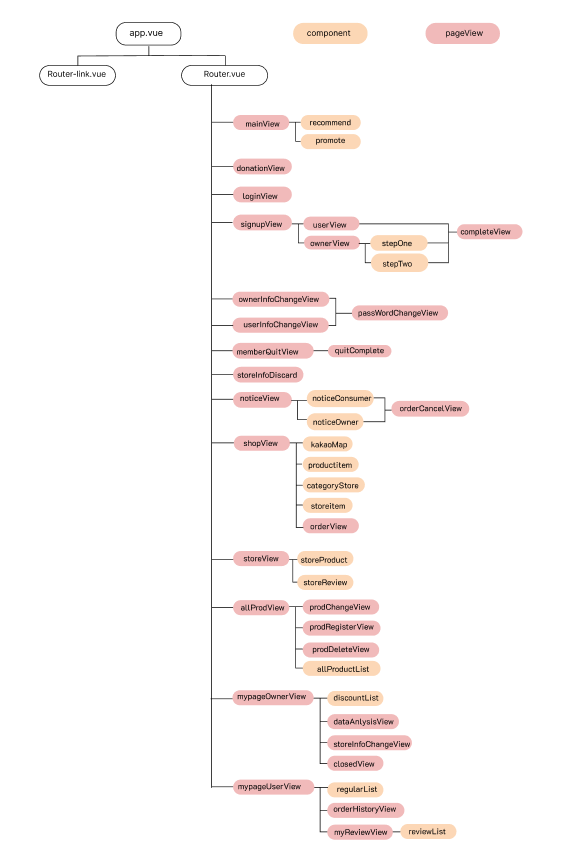 app.vue
component
pageView
Router-link.vue
Router.vue
mainView
recommend
promote
donationView
loginView
signupView
userView
completeView
ownerView
stepOne
stepTwo
ownerInfoChangeView
passWordChangeView
userInfoChangeView
memberQuitView
quitComplete
storeInfoDiscard
noticeView
noticeConsumer
orderCancelView
noticeOwner
shopView
kakaoMap
productitem
categoryStore
storeitem
orderView
storeView
storeProduct
storeReview
allProdView
prodChangeView
prodRegisterView
prodDeleteView
allProductList
mypageOwnerView
discountList
dataAnlysisView
storeInfoChangeView
closedView
mypageUserView
regularList
orderHistoryView
myReviewView
reviewList